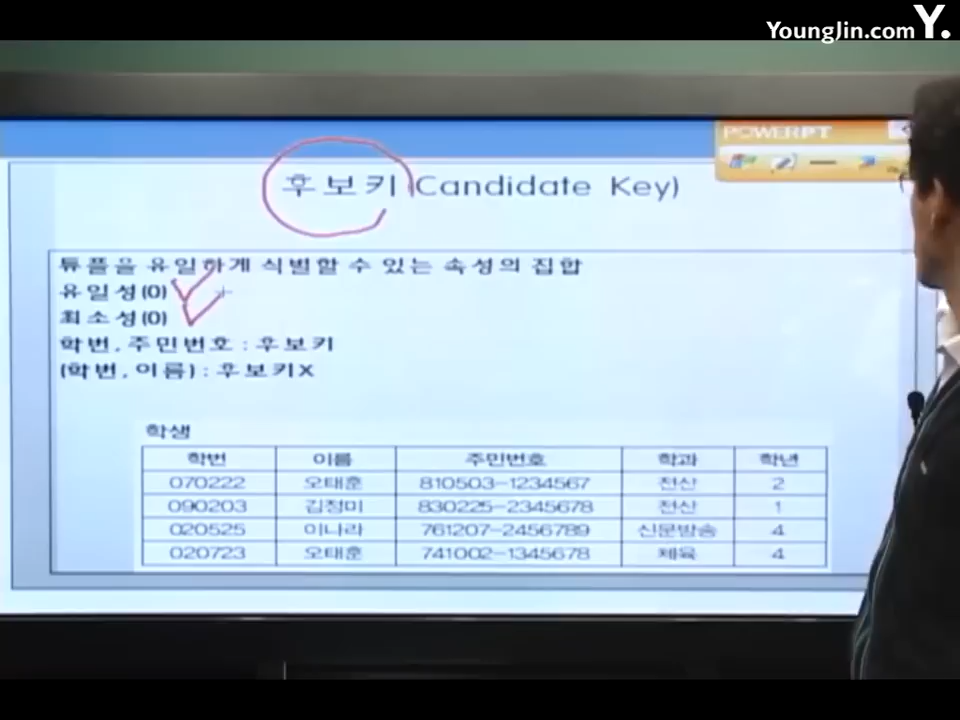 YoungJin.com Y.
POWERPT
후보키(Candidate Key)
튜플을 유일하게 식별할 수 있는 속성의 집합
유일성(O)
최소성(O)
학번, 주민번호 : 후보키
(학번, 이름) : 후보키X
학생
학번 이름 주민번호 학과 학년
070222 오태훈 810503-1234567 전산 2
090203 김정미 830225-2345678 전산 1
020525 이나라 761207-2456789 신문방송 4
020723 오태훈 741002-1345678 체육 4